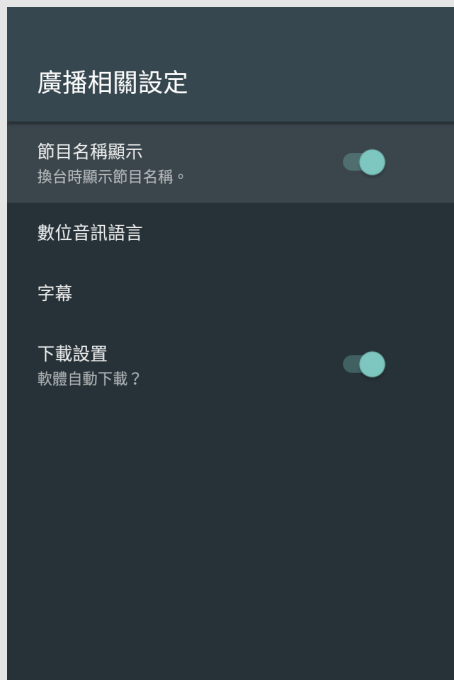 廣播相關設定
節目名稱顯示
換台時顯示節目名稱。
數位音訊語言
字幕
下載設置
軟體自動下載？